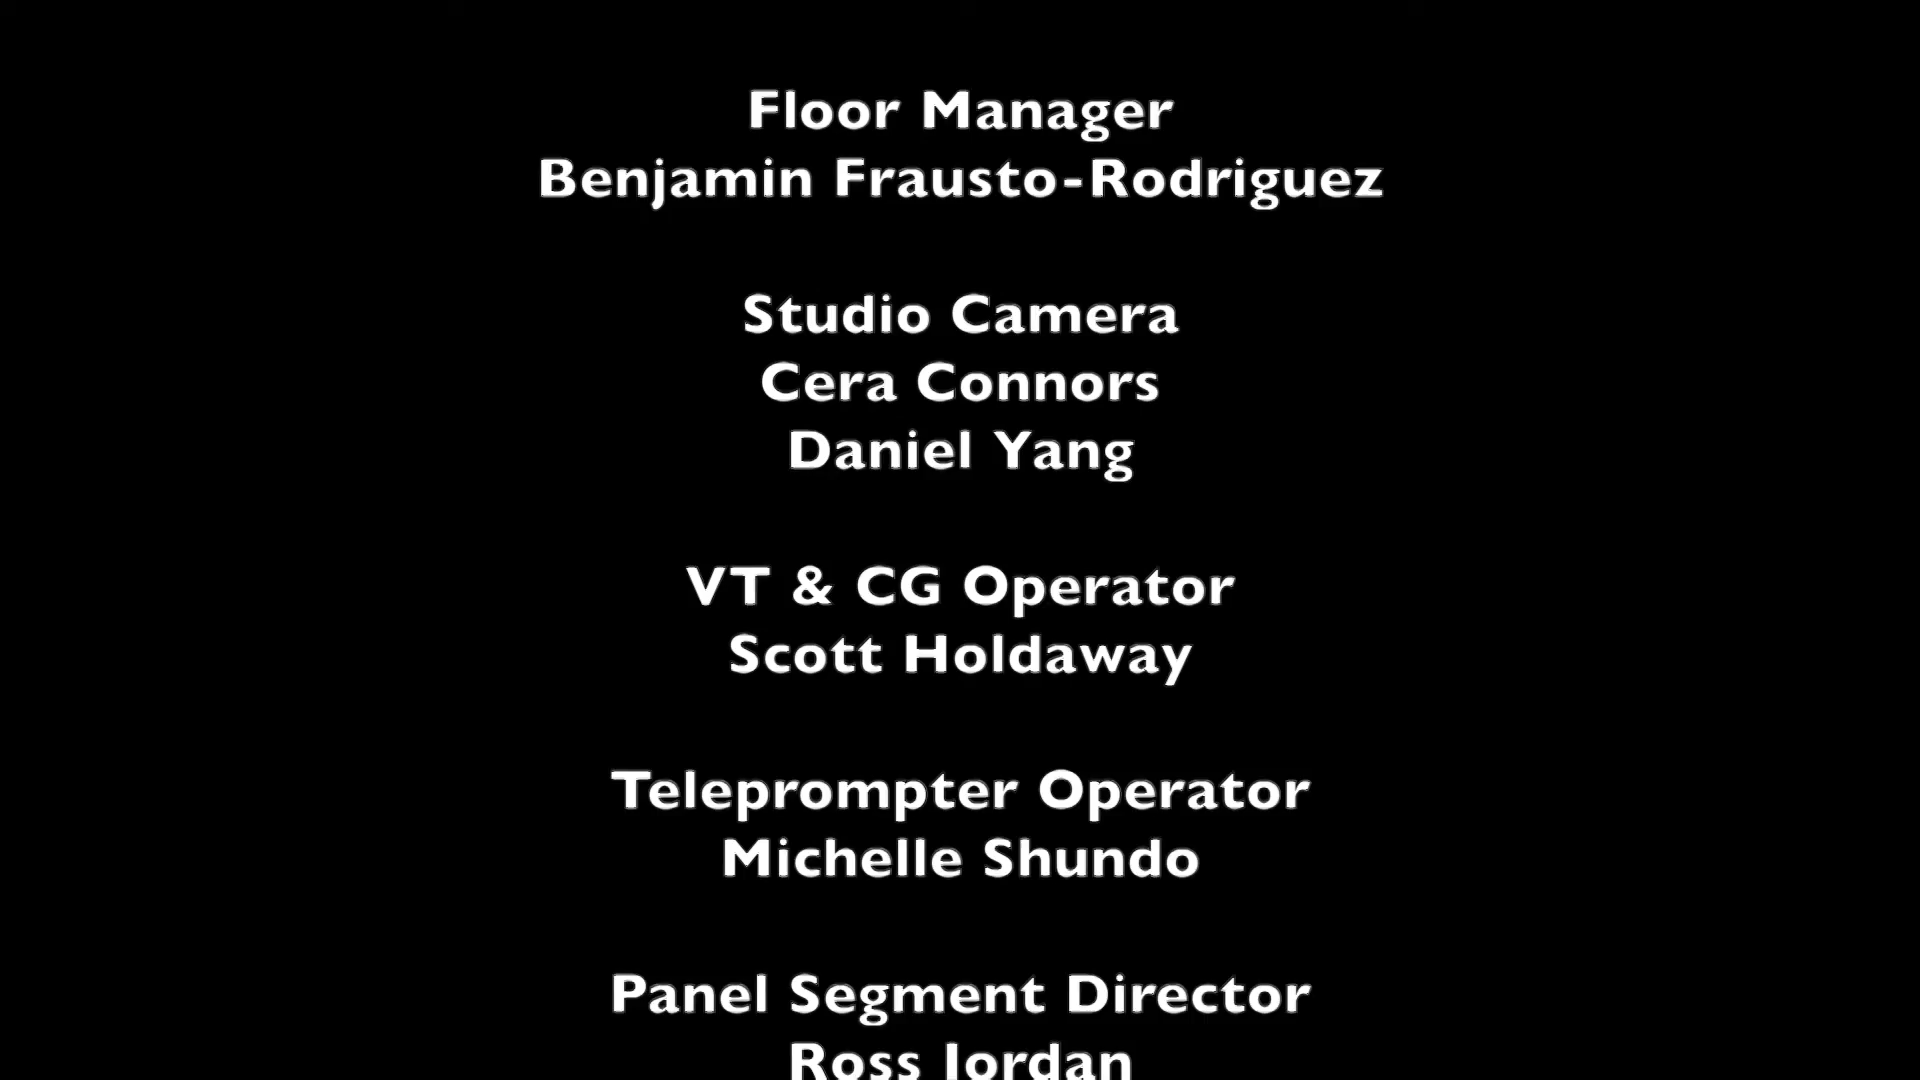 Floor Manager
Benjamin Frausto-Rodriguez
Studio Camera
Cera Connors
Daniel Yang
VT & CG Operator
Scott Holdaway
Teleprompter Operator
Michelle Shundo
Panel Segment Director
Ross Jordan